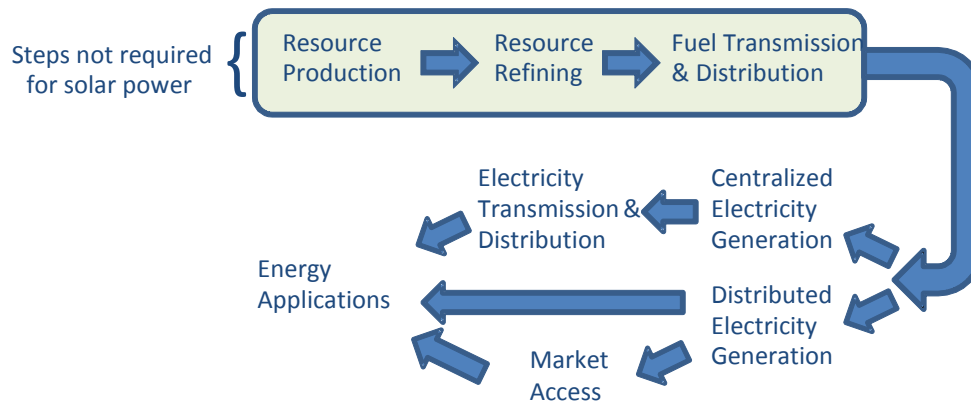 Steps not required
for solar power
{
Resource
Production
Resource
Refining
Fuel Transmission
& Distribution
Electricity
Transmission &
Distribution
Centralized
Electricity
Generation
Energy
Applications
Distributed
Electricity
Generation
Market
Access